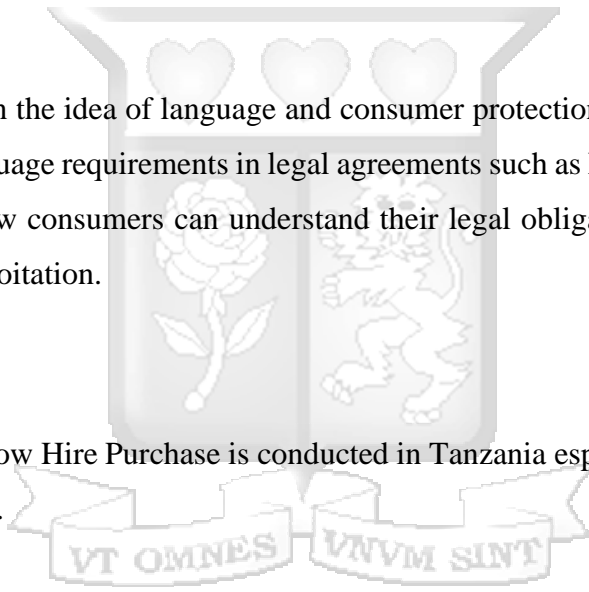 n the idea of language and consumer protection
uage requirements in legal agreements such as
w consumers can understand their legal obliga
oitation.
ow Hire Purchase is conducted in Tanzania esp
VT OMNES VNVM SINT